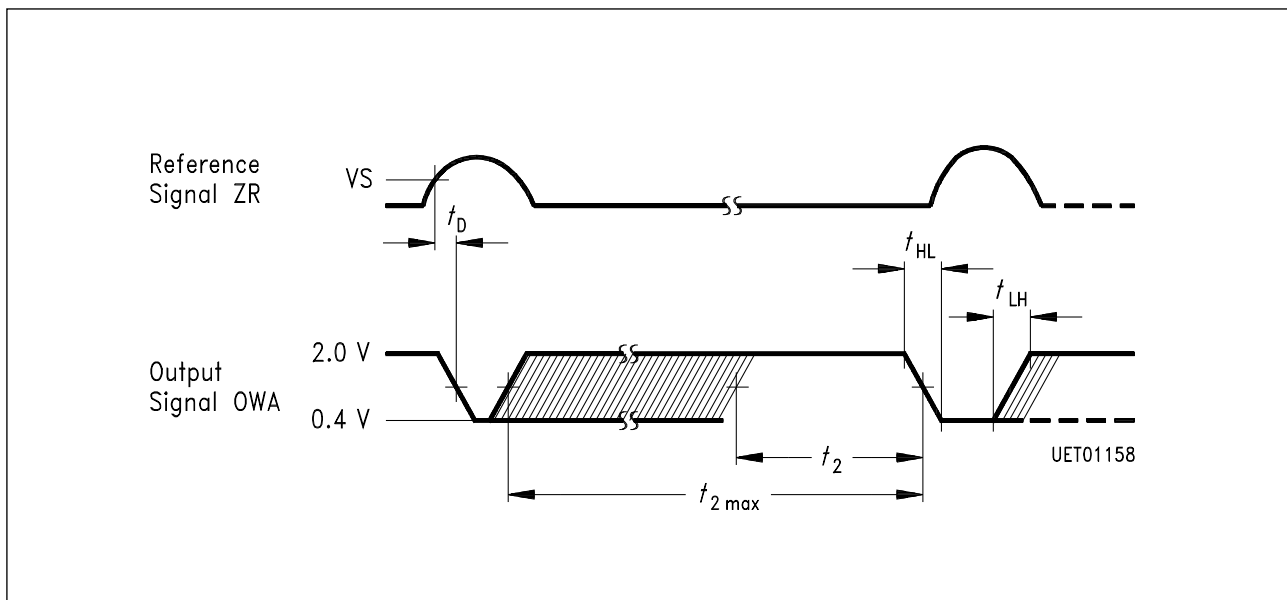 Reference
Signal ZR
VS
t_D
t_HL
t_LH
Output
Signal OWA
2.0 V
0.4 V
t_2
t_2 max
UET01158